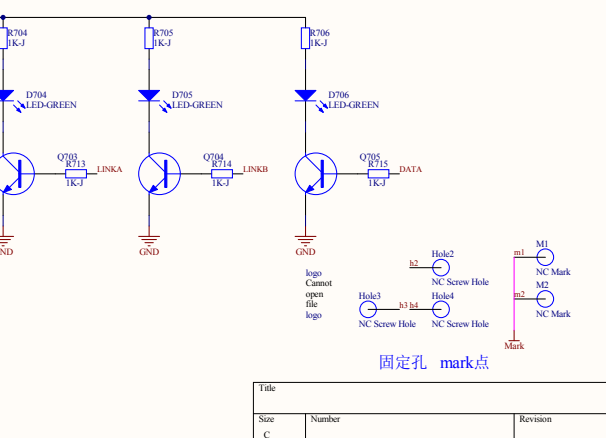 R704
1K-J
R705
1K-J
R706
1K-J
D704
LED-GREEN
D705
LED-GREEN
D706
LED-GREEN
Q703
R713
1K-J
LINKA
Q704
R714
1K-J
LINKB
Q705
R715
1K-J
DATA
ND
GND
GND
logo
Cannot
open
file
logo
h2
Hole2
NC Screw Hole
Hole3
NC Screw Hole
h3
h4
Hole4
NC Screw Hole
m1
M1
NC Mark
m2
M2
NC Mark
Mark
固定孔 mark点
Title
Size
C
Number
Revision